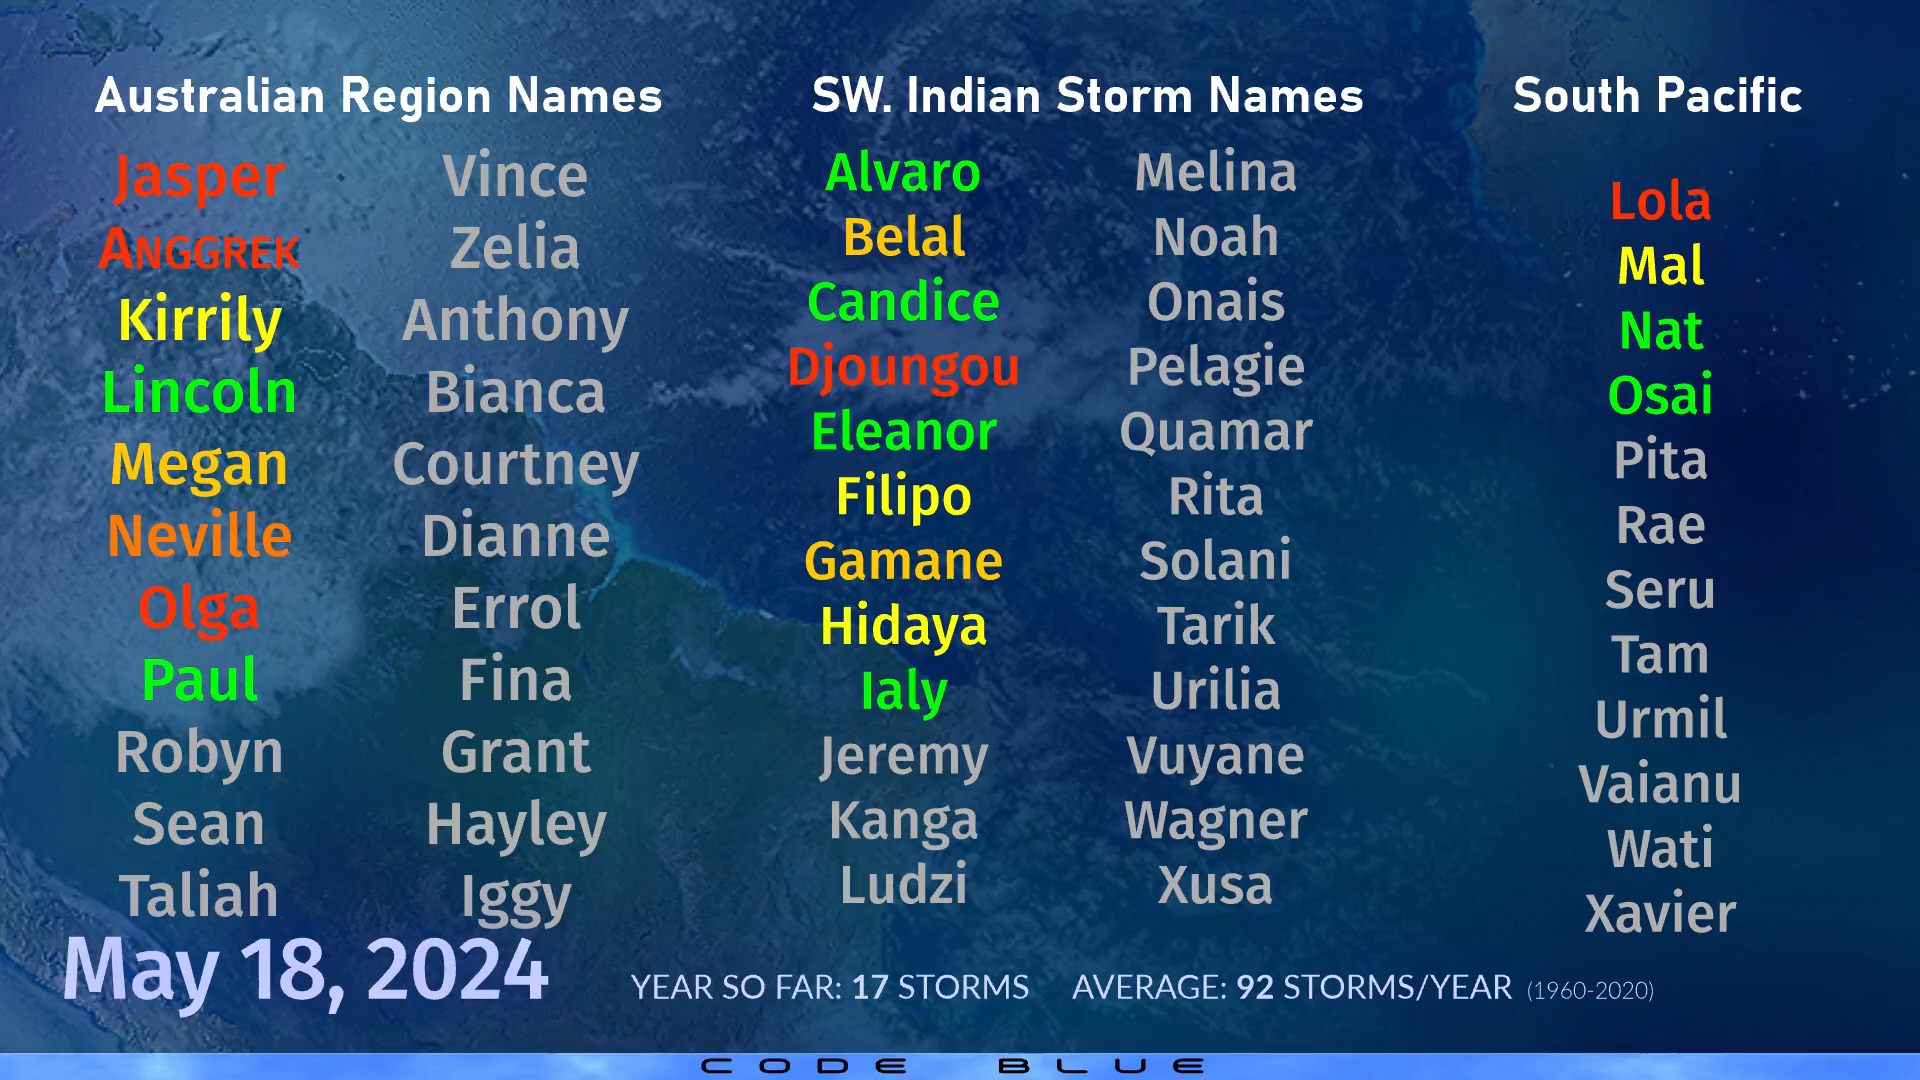 Australian Region Names
Jasper
ANGGREK
Kirrily
Lincoln
Megan
Neville
Olga
Paul
Robyn
Sean
Taliah
Vince
Zelia
Anthony
Bianca
Courtney
Dianne
Errol
Fina
Grant
Hayley
Iggy
SW. Indian Storm Names
Alvaro
Belal
Candice
Djoungou
Eleanor
Filipo
Gamane
Hidaya
Ialy
Jeremy
Kanga
Ludzi
Melina
Noah
Onais
Pelagie
Quamar
Rita
Solani
Tarik
Urilia
Vuyane
Wagner
Xusa
South Pacific
Lola
Mal
Nat
Osai
Pita
Rae
Seru
Tam
Urmil
Vaianu
Wati
Xavier
May 18, 2024
YEAR SO FAR: 17 STORMS
AVERAGE: 92 STORMS/YEAR (1960-2020)
CODE BLUE